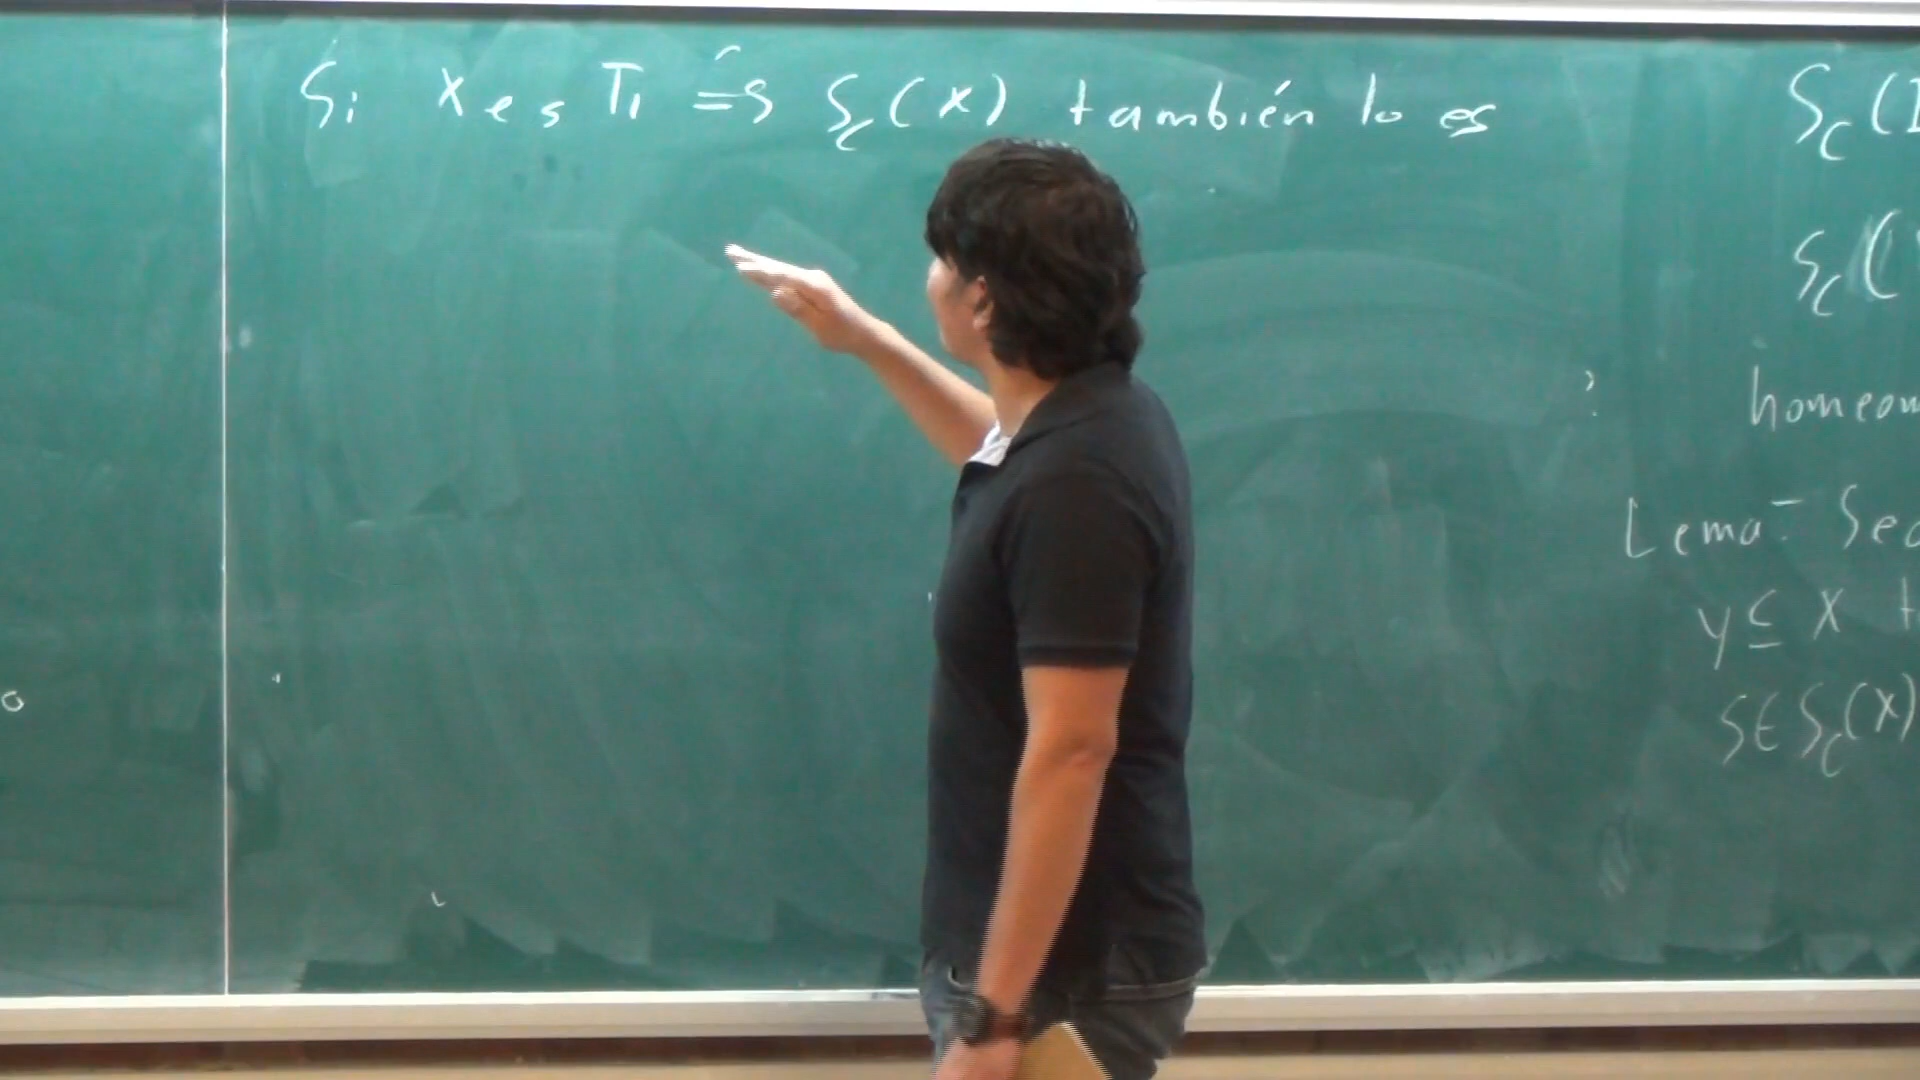 Si X es T₁ ⇒́s S_c(X) también lo es
S_c(I
S_c(
homeom
Lema: Sea
Y ⊆ X t
S ∈ S_c(X)